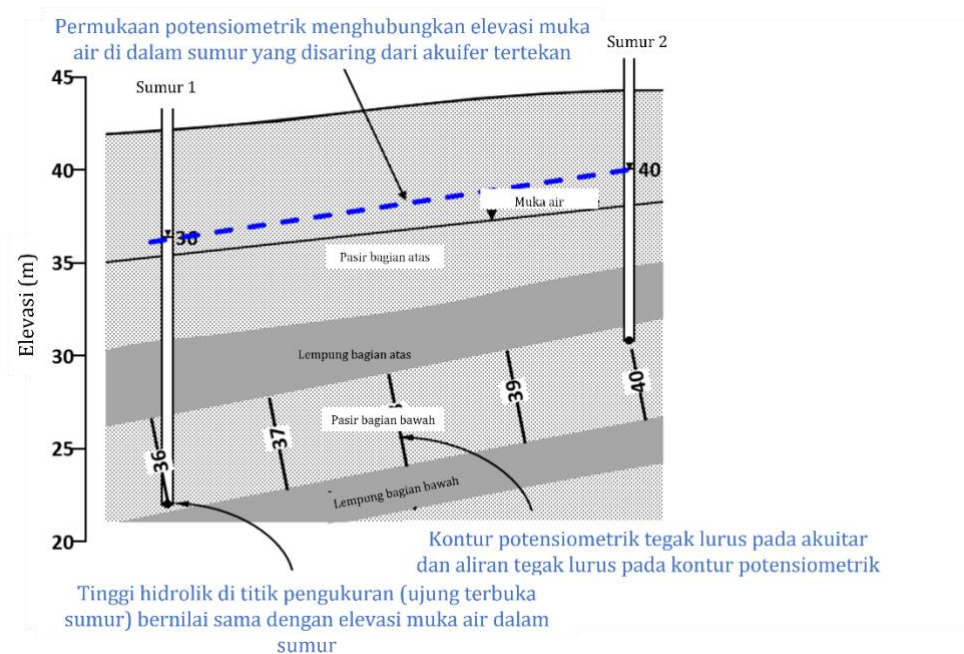 Permukaan potensiometrik menghubungkan elevasi muka
air di dalam sumur yang disaring dari akuifer tertekan
Sumur 2
Sumur 1
45
40
35
30
25
20
Elevasi (m)
40
36
Muka air
Pasir bagian atas
Lempung bagian atas
Pasir bagian bawah
36
37
39
40
Lempung bagian bawah
Kontur potensiometrik tegak lurus pada akuitar
dan aliran tegak lurus pada kontur potensiometrik
Tinggi hidrolik di titik pengukuran (ujung terbuka
sumur) bernilai sama dengan elevasi muka air dalam
sumur